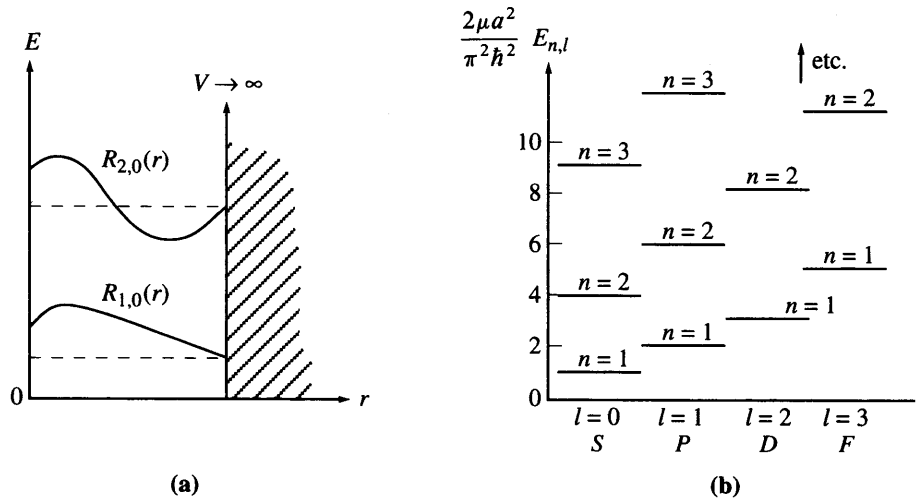 E
V → ∞
R₂,₀(r)
R₁,₀(r)
0
r
(a)
2μa²
π²ħ²
Eₙ,ₗ
etc.
10
8
6
4
2
0
n = 3
n = 2
n = 1
n = 3
n = 2
n = 1
n = 2
n = 1
n = 2
n = 1
l = 0
l = 1
l = 2
l = 3
S
P
D
F
(b)